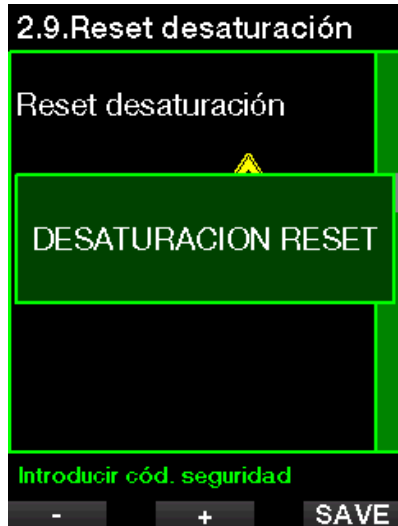 2.9.Reset desaturación
Reset desaturación
DESATURACION RESET
Introducir cód. seguridad
- + SAVE